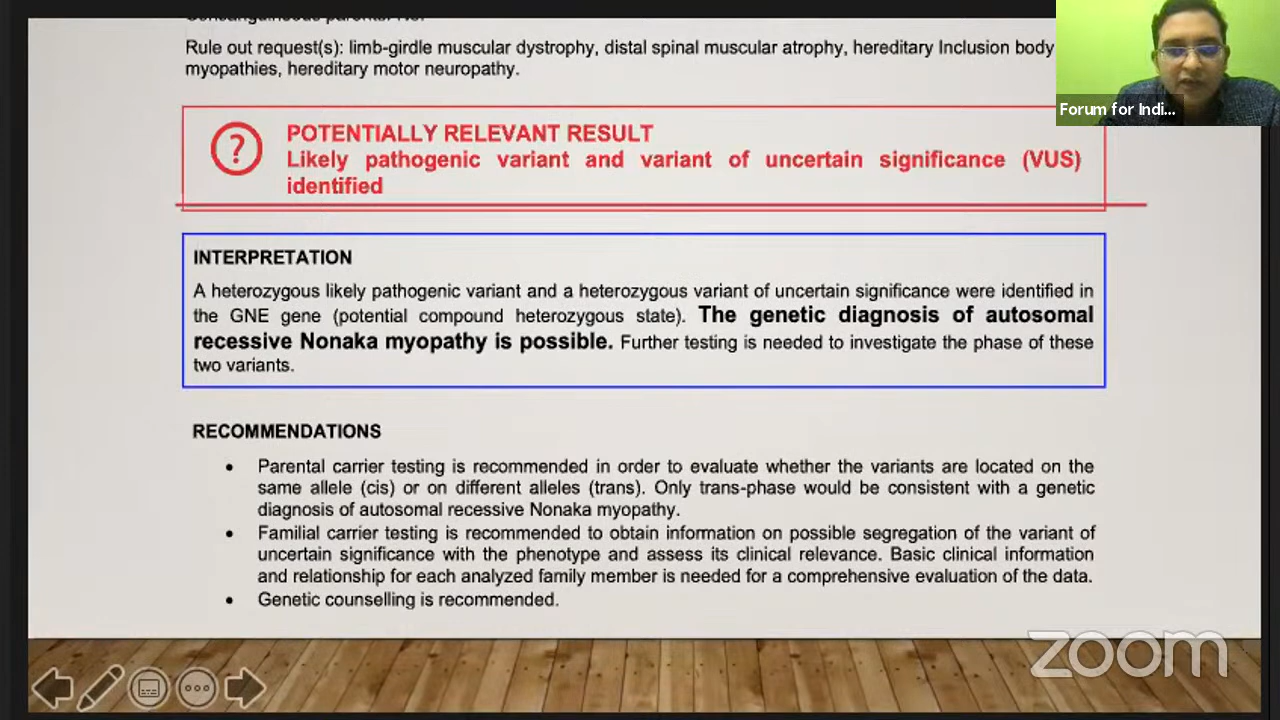 Consanguineous parents: No.
Rule out request(s): limb-girdle muscular dystrophy, distal spinal muscular atrophy, hereditary Inclusion body
myopathies, hereditary motor neuropathy.
Forum for Indi...
?
POTENTIALLY RELEVANT RESULT
Likely pathogenic variant and variant of uncertain significance (VUS)
identified
INTERPRETATION
A heterozygous likely pathogenic variant and a heterozygous variant of uncertain significance were identified in
the GNE gene (potential compound heterozygous state). The genetic diagnosis of autosomal
recessive Nonaka myopathy is possible. Further testing is needed to investigate the phase of these
two variants.
RECOMMENDATIONS
• Parental carrier testing is recommended in order to evaluate whether the variants are located on the
same allele (cis) or on different alleles (trans). Only trans-phase would be consistent with a genetic
diagnosis of autosomal recessive Nonaka myopathy.
• Familial carrier testing is recommended to obtain information on possible segregation of the variant of
uncertain significance with the phenotype and assess its clinical relevance. Basic clinical information
and relationship for each analyzed family member is needed for a comprehensive evaluation of the data.
• Genetic counselling is recommended.
zoom